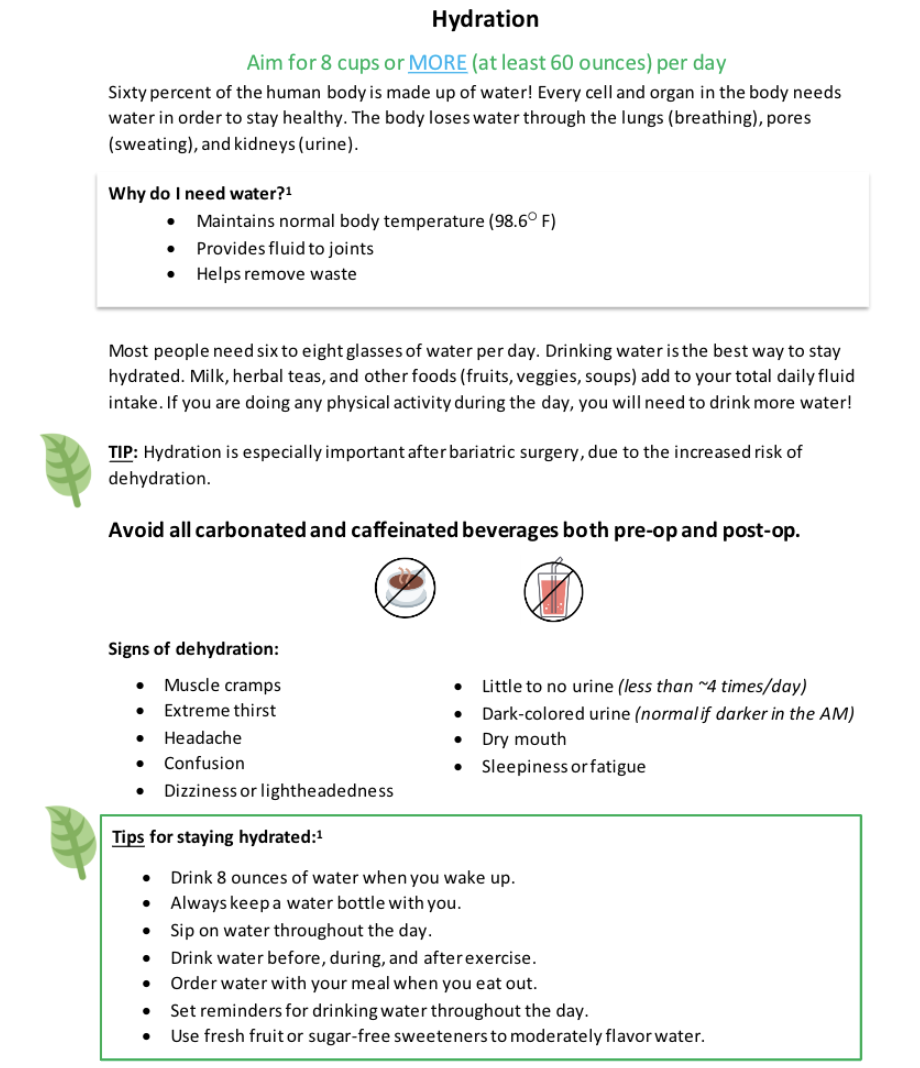 Hydration
Aim for 8 cups or MORE (at least 60 ounces) per day
Sixty percent of the human body is made up of water! Every cell and organ in the body needs
water in order to stay healthy. The body loses water through the lungs (breathing), pores
(sweating), and kidneys (urine).
Why do I need water?¹
• Maintains normal body temperature (98.6° F)
• Provides fluid to joints
• Helps remove waste
Most people need six to eight glasses of water per day. Drinking water is the best way to stay
hydrated. Milk, herbal teas, and other foods (fruits, veggies, soups) add to your total daily fluid
intake. If you are doing any physical activity during the day, you will need to drink more water!
TIP: Hydration is especially important after bariatric surgery, due to the increased risk of
dehydration.
Avoid all carbonated and caffeinated beverages both pre-op and post-op.
Signs of dehydration:
• Muscle cramps
• Extreme thirst
• Headache
• Confusion
• Dizziness or lightheadedness
• Little to no urine (less than ~4 times/day)
• Dark-colored urine (normal if darker in the AM)
• Dry mouth
• Sleepiness or fatigue
Tips for staying hydrated:¹
• Drink 8 ounces of water when you wake up.
• Always keep a water bottle with you.
• Sip on water throughout the day.
• Drink water before, during, and after exercise.
• Order water with your meal when you eat out.
• Set reminders for drinking water throughout the day.
• Use fresh fruit or sugar-free sweeteners to moderately flavor water.